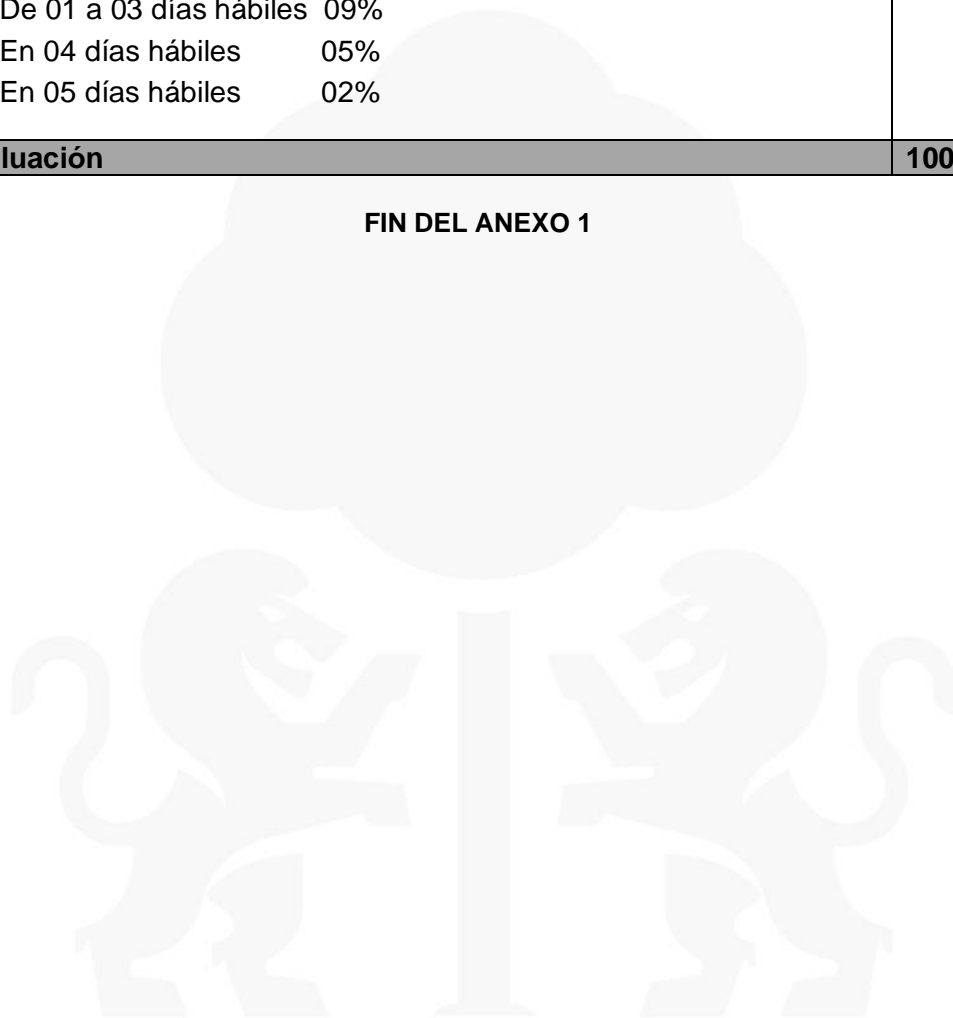 De 01 a 03 días hábiles 09%
En 04 días hábiles 05%
En 05 días hábiles 02%
luación 100
FIN DEL ANEXO 1